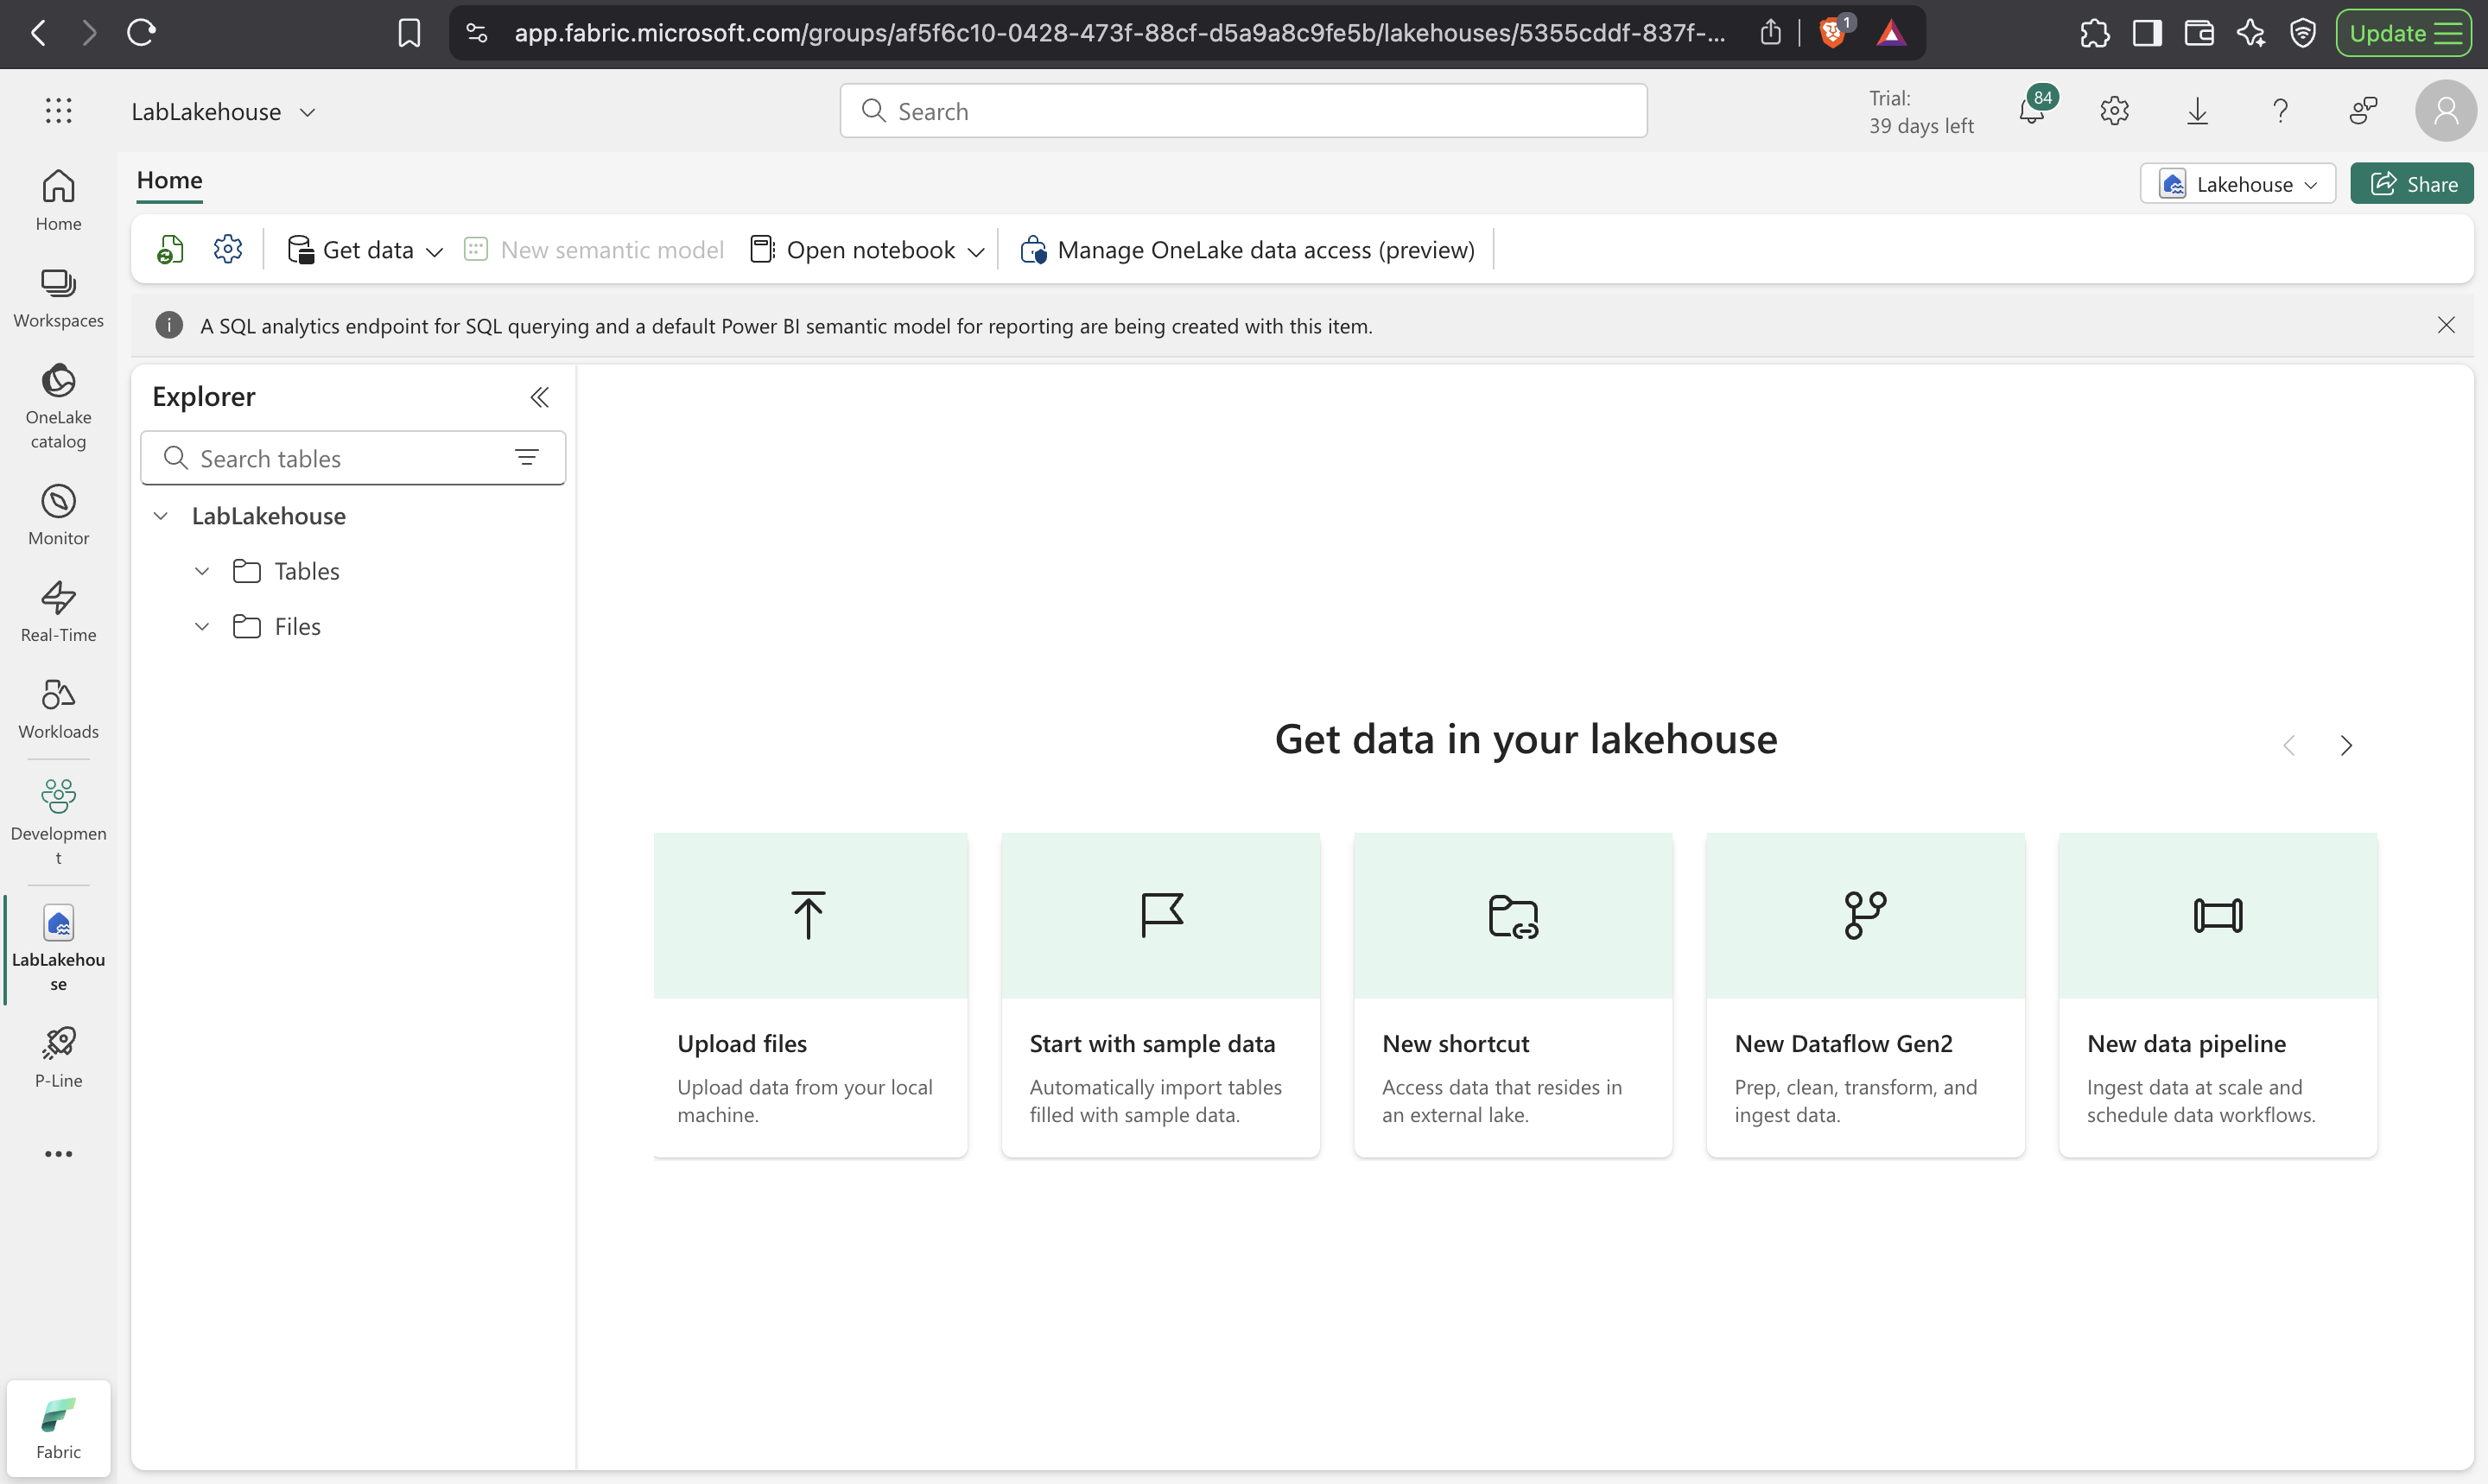 app.fabric.microsoft.com/groups/af5f6c10-0428-473f-88cf-d5a9a8c9fe5b/lakehouses/5355cddf-837f-...
1
Update
LabLakehouse
Search
Trial:
39 days left
84
Home
Workspaces
OneLake
catalog
Monitor
Real-Time
Workloads
Developmen
t
LabLakehou
se
P-Line
Fabric
Home
Lakehouse
Share
Get data
New semantic model
Open notebook
Manage OneLake data access (preview)
A SQL analytics endpoint for SQL querying and a default Power BI semantic model for reporting are being created with this item.
Explorer
Search tables
LabLakehouse
Tables
Files
Get data in your lakehouse
Upload files
Upload data from your local
machine.
Start with sample data
Automatically import tables
filled with sample data.
New shortcut
Access data that resides in
an external lake.
New Dataflow Gen2
Prep, clean, transform, and
ingest data.
New data pipeline
Ingest data at scale and
schedule data workflows.